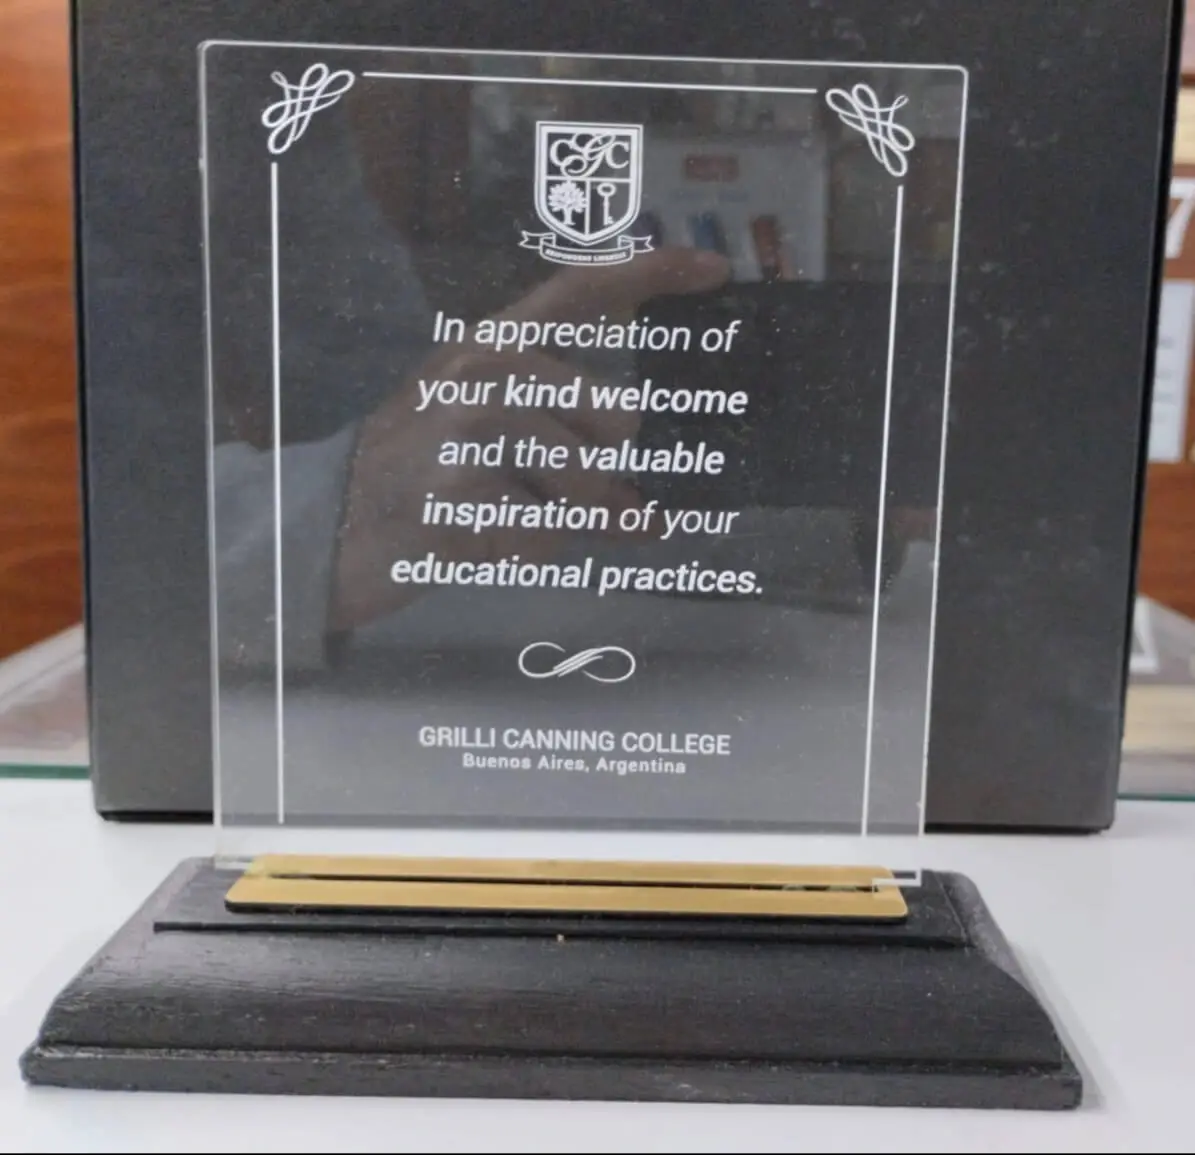 CGC
In appreciation of
your kind welcome
and the valuable
inspiration of your
educational practices.
GRILLI CANNING COLLEGE
Buenos Aires, Argentina
7